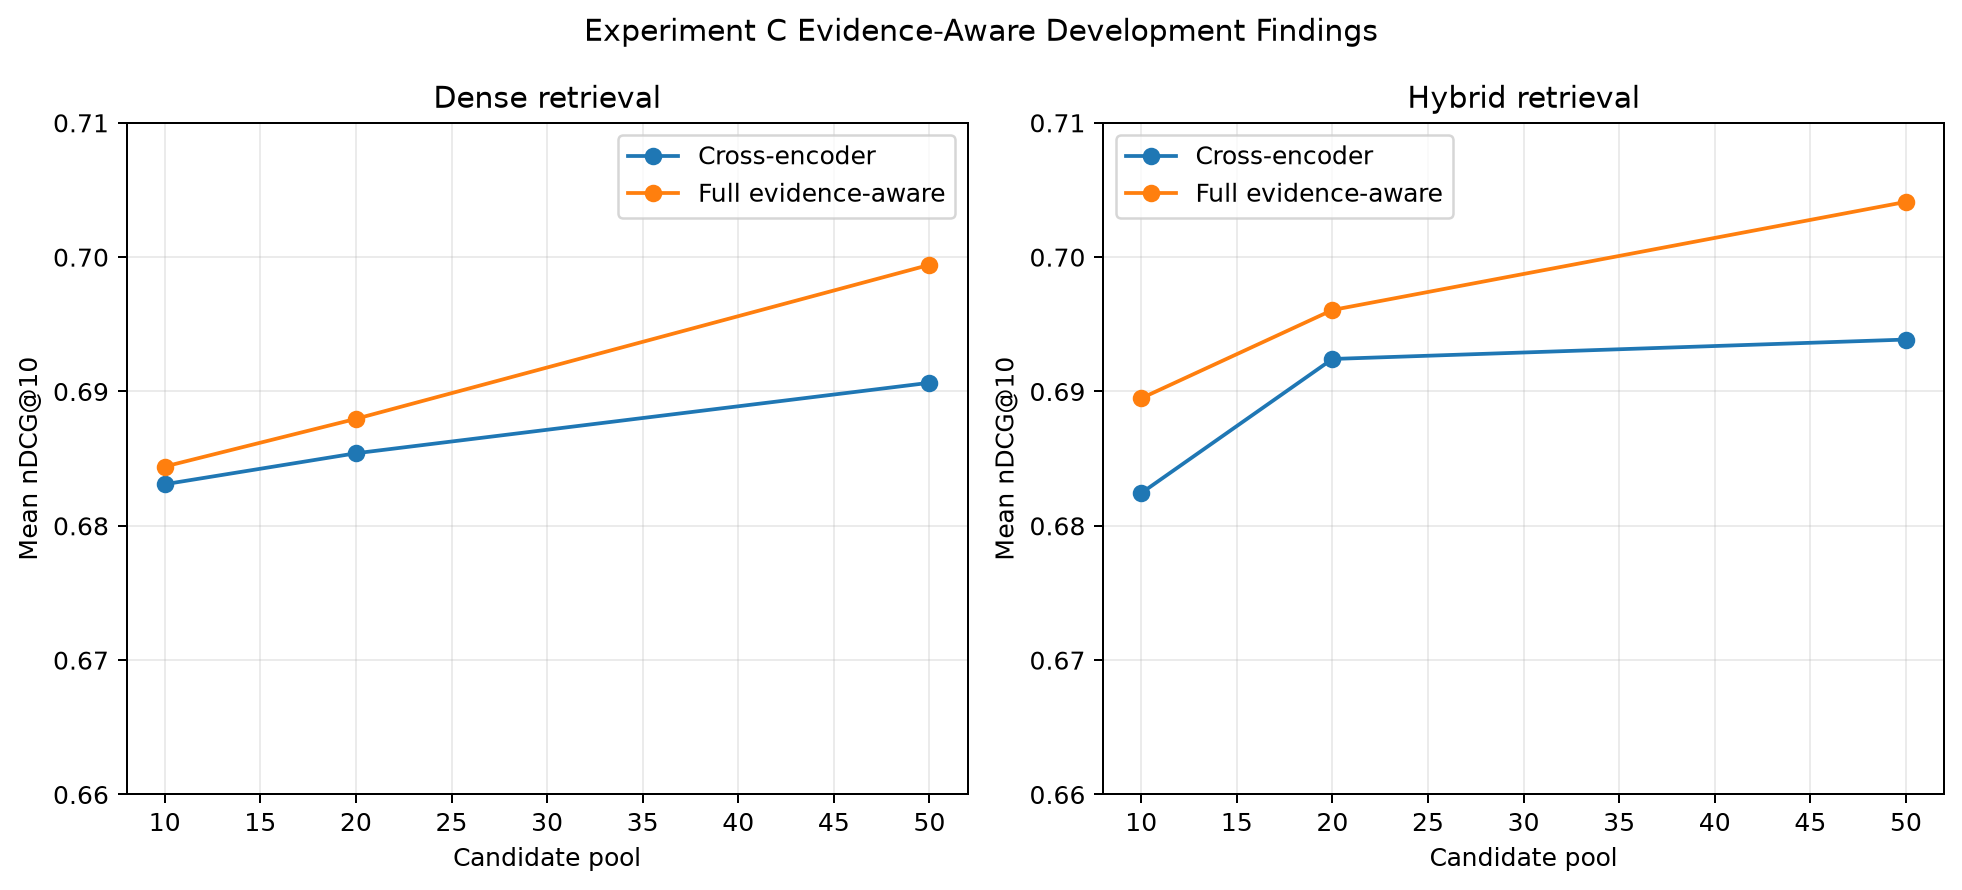 Experiment C Evidence-Aware Development Findings
Dense retrieval
0.71
0.70
0.69
0.68
0.67
0.66
Mean nDCG@10
Cross-encoder
Full evidence-aware
10 15 20 25 30 35 40 45 50
Candidate pool
Hybrid retrieval
0.71
0.70
0.69
0.68
0.67
0.66
Mean nDCG@10
Cross-encoder
Full evidence-aware
10 15 20 25 30 35 40 45 50
Candidate pool